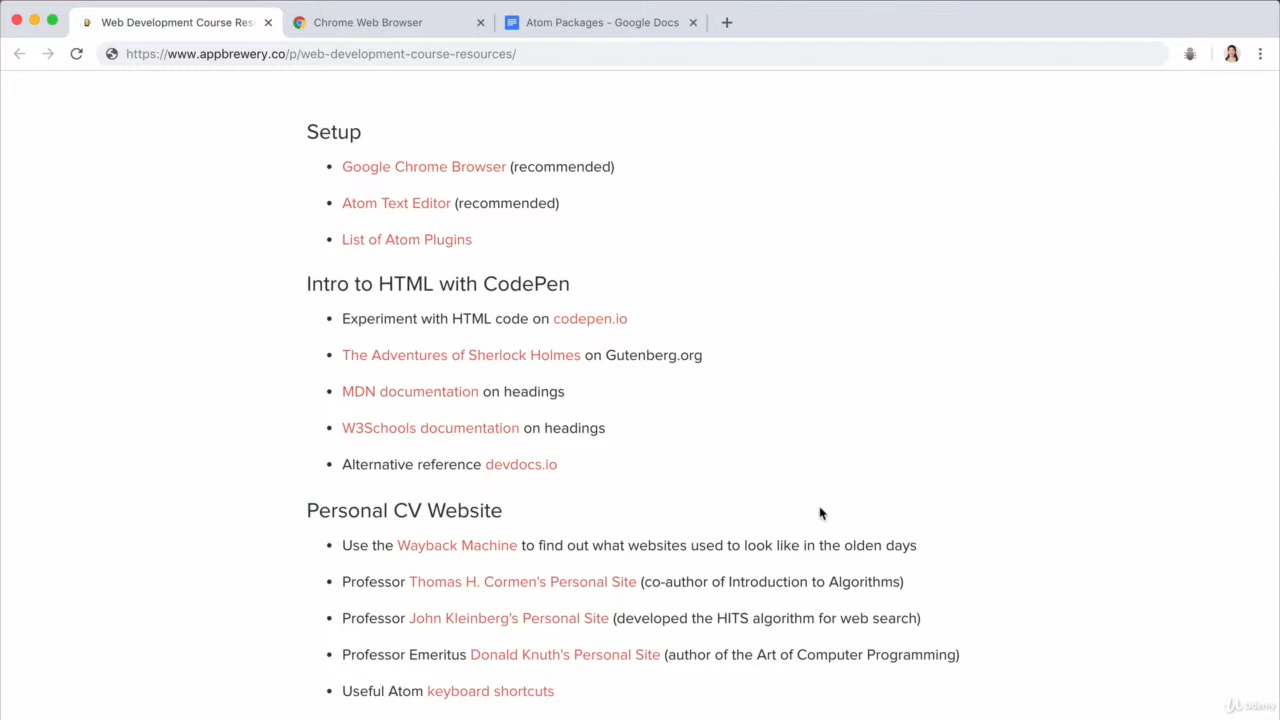 Web Development Course Res
Chrome Web Browser
Atom Packages - Google Docs
https://www.appbrewery.co/p/web-development-course-resources/
Setup
• Google Chrome Browser (recommended)
• Atom Text Editor (recommended)
• List of Atom Plugins
Intro to HTML with CodePen
• Experiment with HTML code on codepen.io
• The Adventures of Sherlock Holmes on Gutenberg.org
• MDN documentation on headings
• W3Schools documentation on headings
• Alternative reference devdocs.io
Personal CV Website
• Use the Wayback Machine to find out what websites used to look like in the olden days
• Professor Thomas H. Cormen's Personal Site (co-author of Introduction to Algorithms)
• Professor John Kleinberg's Personal Site (developed the HITS algorithm for web search)
• Professor Emeritus Donald Knuth's Personal Site (author of the Art of Computer Programming)
• Useful Atom keyboard shortcuts
Udemy